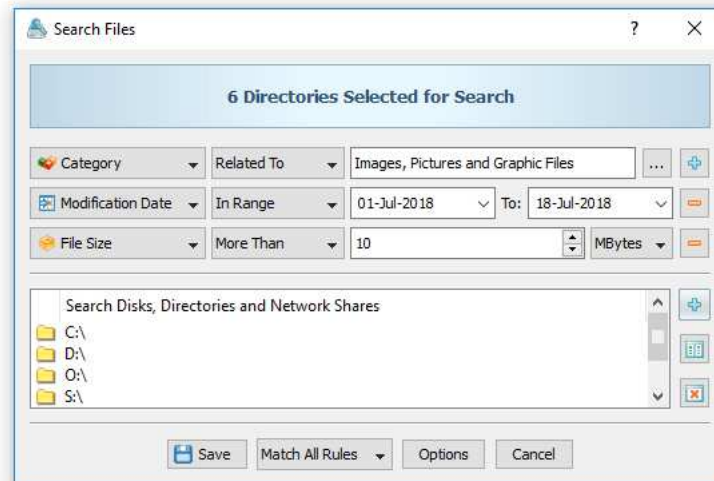 Search Files ?
6 Directories Selected for Search
Category Related To Images, Pictures and Graphic Files ...
Modification Date In Range 01-Jul-2018 To: 18-Jul-2018
File Size More Than 10 MBytes
Search Disks, Directories and Network Shares
C:\
D:\
O:\
S:\
Save Match All Rules Options Cancel